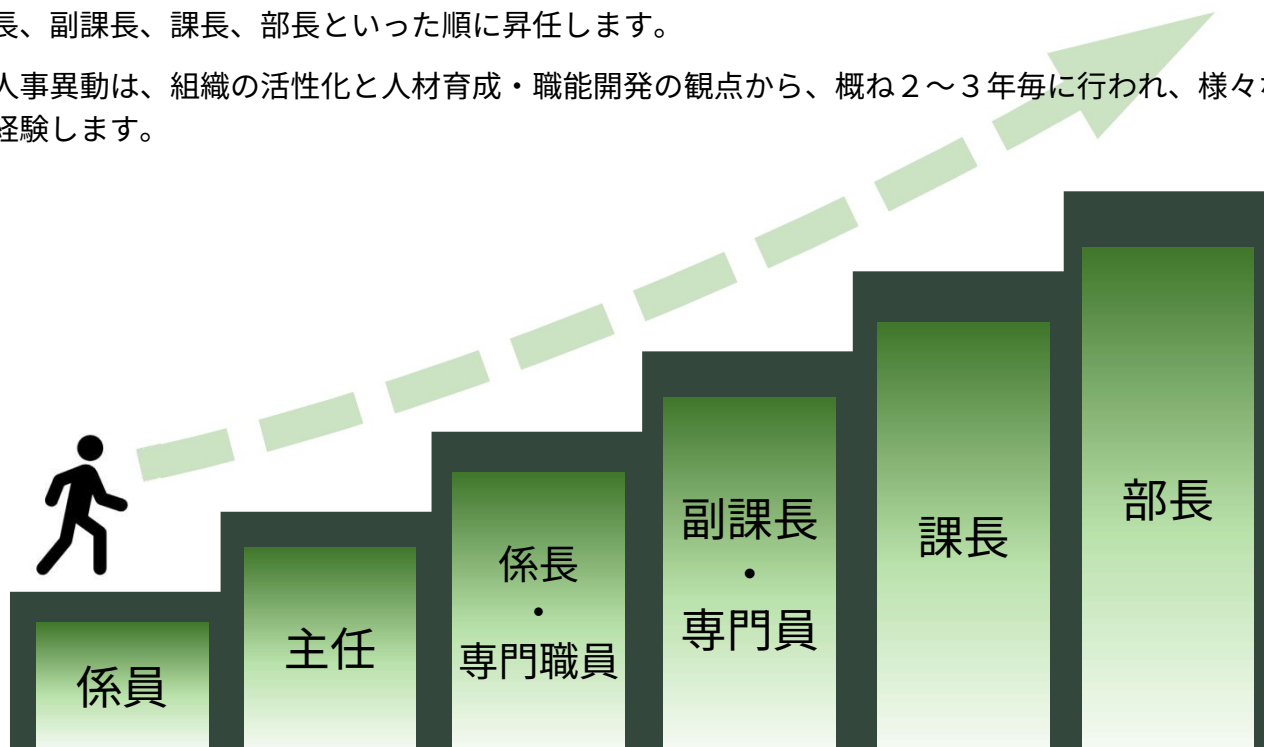 長、副課長、課長、部長といった順に昇任します。
人事異動は、組織の活性化と人材育成・職能開発の観点から、概ね２～３年毎に行われ、様々な
経験します。
係員
主任
係長
・
専門職員
副課長
・
専門員
課長
部長